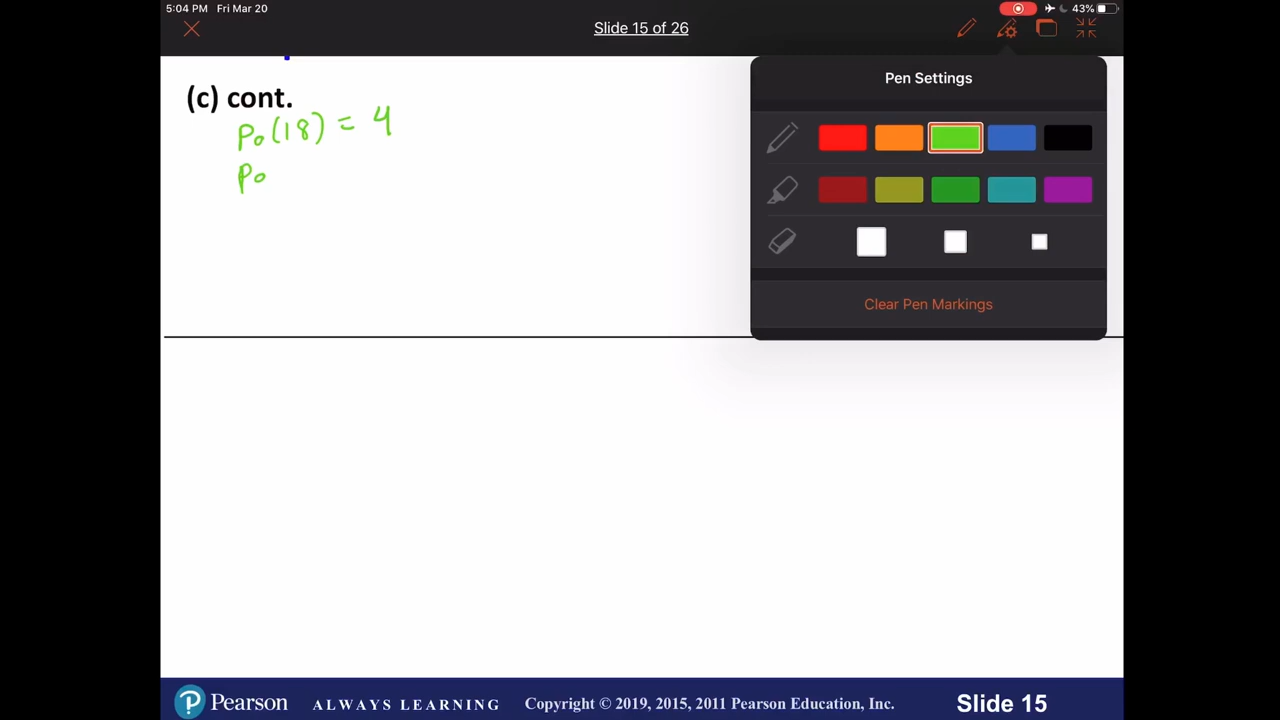 5:04 PM Fri Mar 20
43%
Slide 15 of 26
Pen Settings
(c) cont.
Po(18) = 4
Po
Clear Pen Markings
Pearson
ALWAYS LEARNING
Copyright © 2019, 2015, 2011 Pearson Education, Inc.
Slide 15